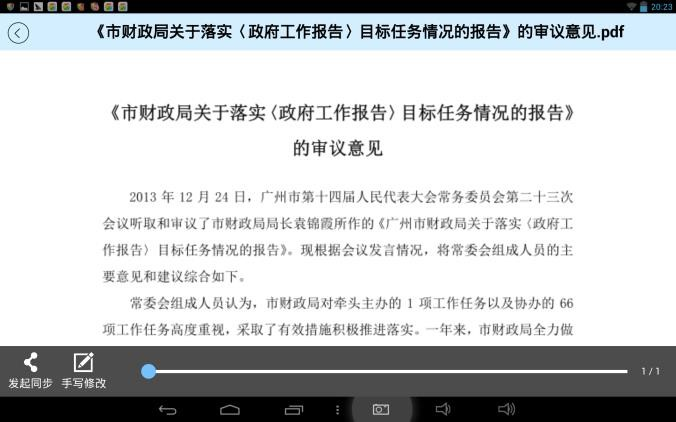 20:23
《市财政局关于落实〈政府工作报告〉目标任务情况的报告》的审议意见.pdf
《市财政局关于落实〈政府工作报告〉目标任务情况的报告》
的审议意见
2013 年 12 月 24 日，广州市第十四届人民代表大会常务委员会第二十三次
会议听取和审议了市财政局局长袁锦霞所作的《广州市财政局关于落实〈政府工
作报告〉目标任务情况的报告》。现根据会议发言情况，将常委会组成人员的主
要意见和建议综合如下。
常委会组成人员认为，市财政局对牵头主办的 1 项工作任务以及协办的 66
项工作任务高度重视，采取了有效措施积极推进落实。一年来，市财政局全力做
1 / 1
发起同步 手写修改